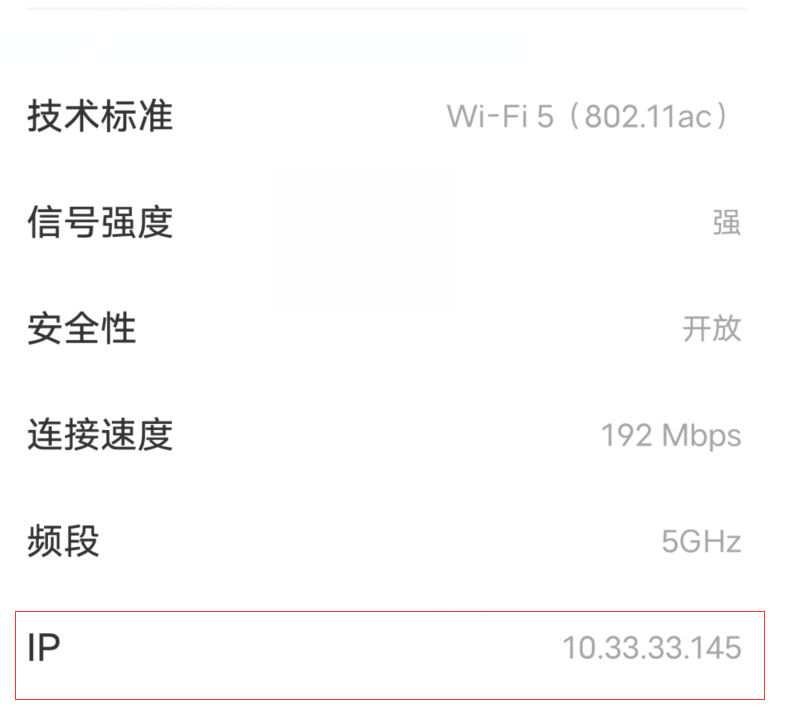 技术标准 Wi-Fi 5（802.11ac）
信号强度 强
安全性 开放
连接速度 192 Mbps
频段 5GHz
IP 10.33.33.145